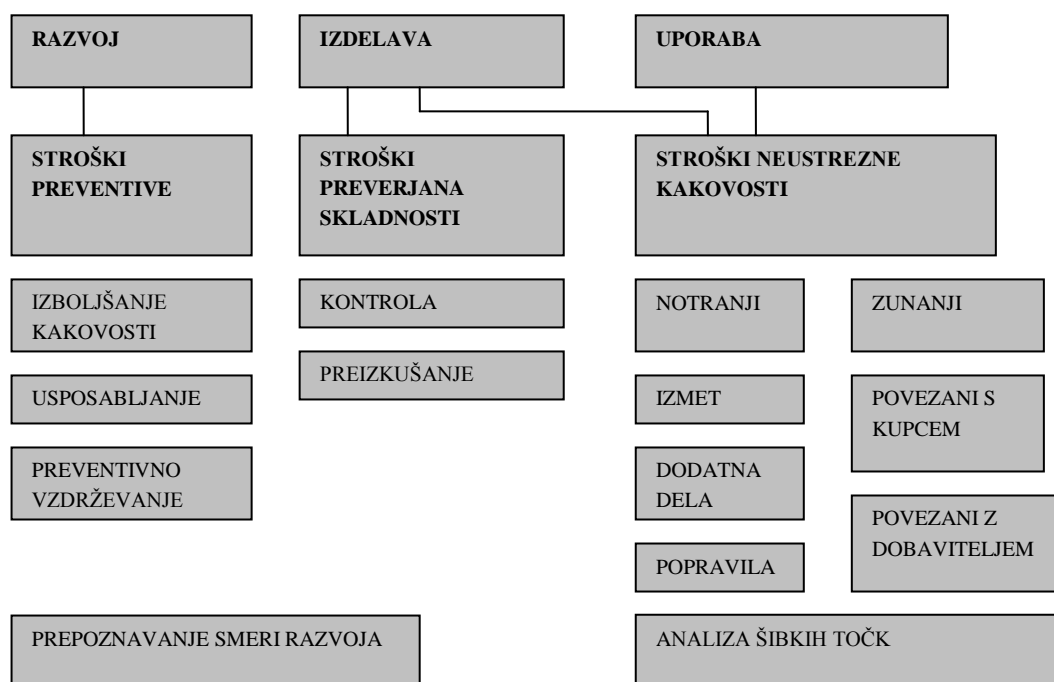 RAZVOJ
IZDELAVA
UPORABA
STROŠKI
PREVENTIVE
STROŠKI
PREVERJANA
SKLADNOSTI
STROŠKI NEUSTREZNE
KAKOVOSTI
IZBOLJŠANJE
KAKOVOSTI
USPOSABLJANJE
PREVENTIVNO
VZDRŽEVANJE
KONTROLA
PREIZKUŠANJE
NOTRANJI
IZMET
DODATNA
DELA
POPRAVILA
ZUNANJI
POVEZANI S
KUPCEM
POVEZANI Z
DOBAVITELJEM
PREPOZNAVANJE SMERI RAZVOJA
ANALIZA ŠIBKIH TOČK